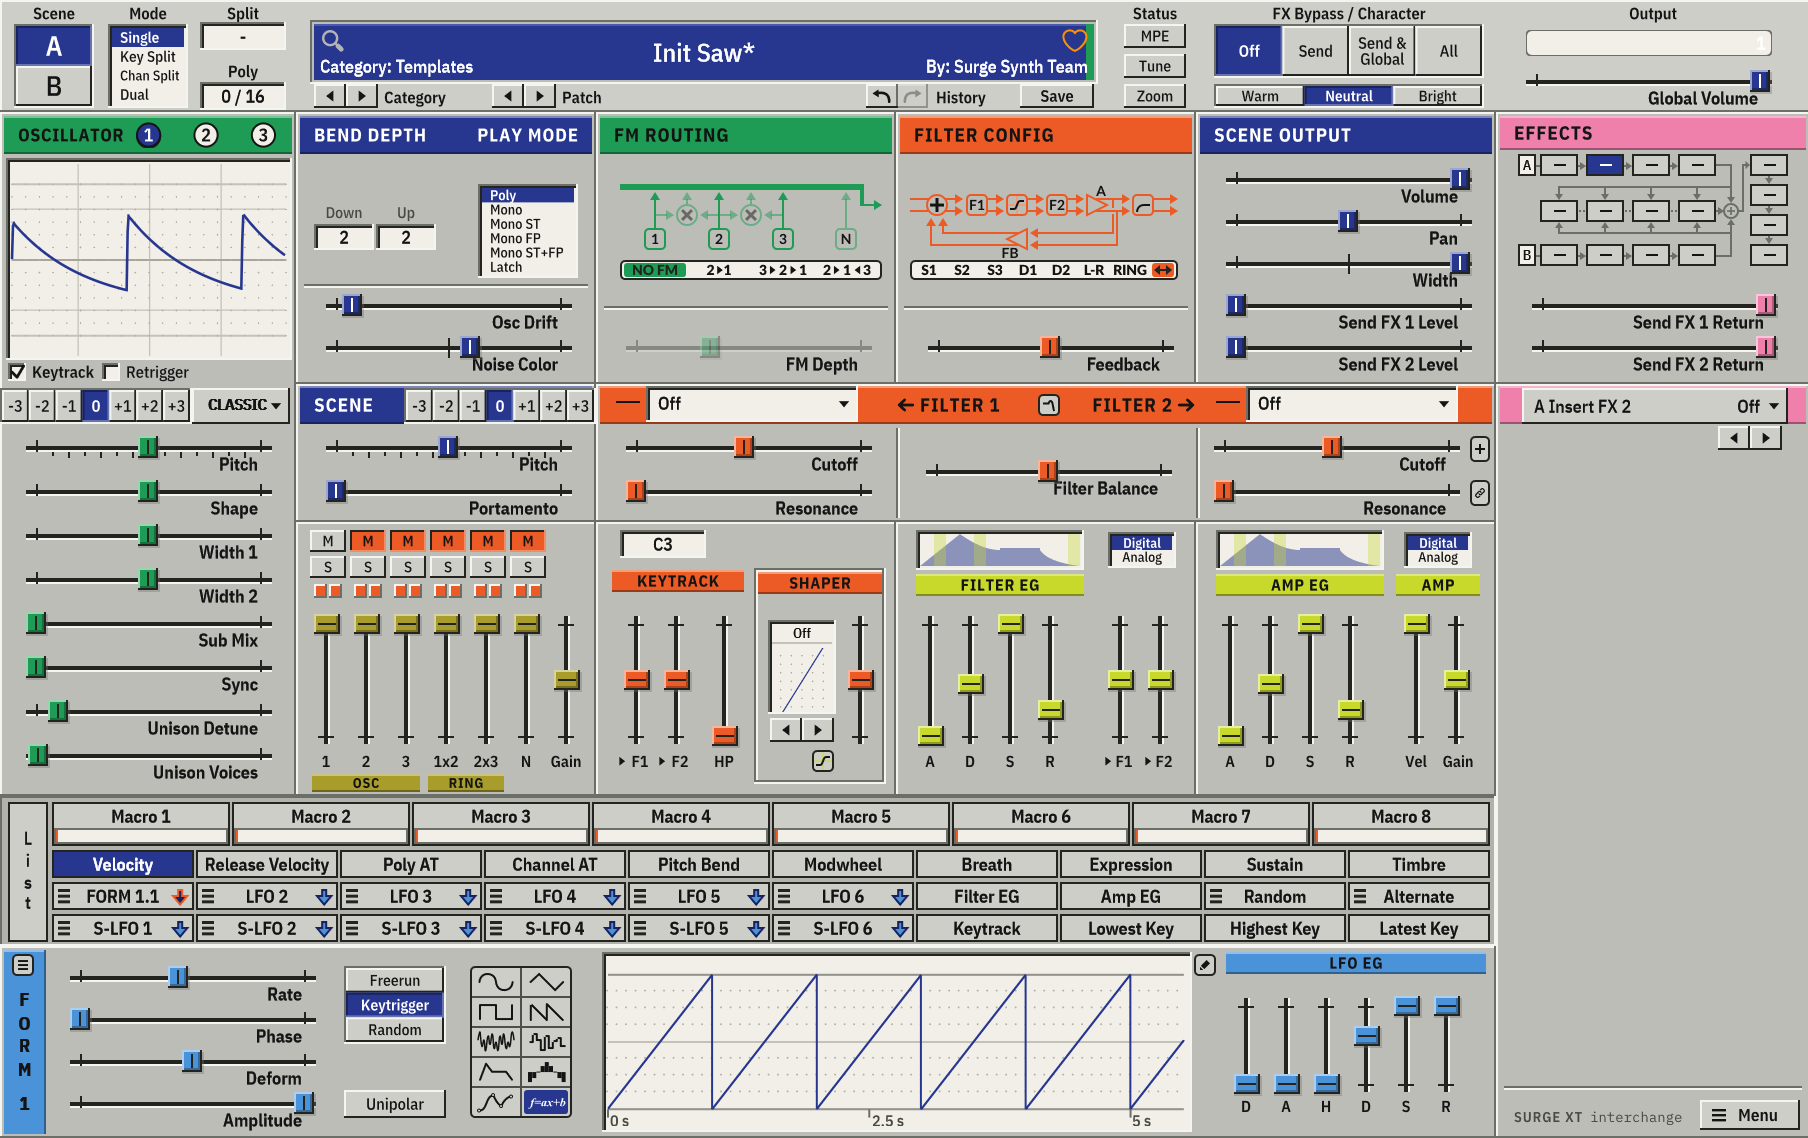 Scene Mode Split Status FX Bypass / Character Output
A
B
Single
Key Split
Chan Split
Dual
-
Poly
0 / 16
Init Saw*
Category: Templates
By: Surge Synth Team
Category Patch History Save
MPE
Tune
Zoom
Off Send Send & Global All
Warm Neutral Bright
1
Global Volume
OSCILLATOR 1 2 3
BEND DEPTH PLAY MODE
FM ROUTING
FILTER CONFIG
SCENE OUTPUT
EFFECTS
Down Up
2 2
Poly
Mono
Mono ST
Mono FP
Mono ST+FP
Latch
1 2 3 N
NO FM 2▸1 3▸2▸1 2▸1◂3
F1 F2 A
FB
S1 S2 S3 D1 D2 L-R RING
Volume
Pan
Width
Send FX 1 Level
Send FX 2 Level
A
B
Send FX 1 Return
Send FX 2 Return
Osc Drift
Noise Color
FM Depth
Feedback
Keytrack Retrigger
-3 -2 -1 0 +1 +2 +3 CLASSIC
SCENE -3 -2 -1 0 +1 +2 +3
Off ← FILTER 1 FILTER 2 → Off
A Insert FX 2 Off
Pitch
Shape
Width 1
Width 2
Sub Mix
Sync
Unison Detune
Unison Voices
Pitch
Portamento
Cutoff
Resonance
Filter Balance
Cutoff
Resonance
M M M M M M
S S S S S S
1 2 3 1x2 2x3 N Gain
OSC RING
C3
KEYTRACK
▸ F1 ▸ F2 HP
SHAPER
Off
FILTER EG
Digital
Analog
A D S R ▸ F1 ▸ F2
AMP EG
Digital
Analog
AMP
A D S R Vel Gain
List
Macro 1 Macro 2 Macro 3 Macro 4 Macro 5 Macro 6 Macro 7 Macro 8
Velocity Release Velocity Poly AT Channel AT Pitch Bend Modwheel Breath Expression Sustain Timbre
FORM 1.1 LFO 2 LFO 3 LFO 4 LFO 5 LFO 6 Filter EG Amp EG Random Alternate
S-LFO 1 S-LFO 2 S-LFO 3 S-LFO 4 S-LFO 5 S-LFO 6 Keytrack Lowest Key Highest Key Latest Key
FORM 1
Rate
Phase
Deform
Amplitude
Freerun
Keytrigger
Random
Unipolar
f=ax+b
0 s 2.5 s 5 s
LFO EG
D A H D S R
SURGE XT interchange
Menu